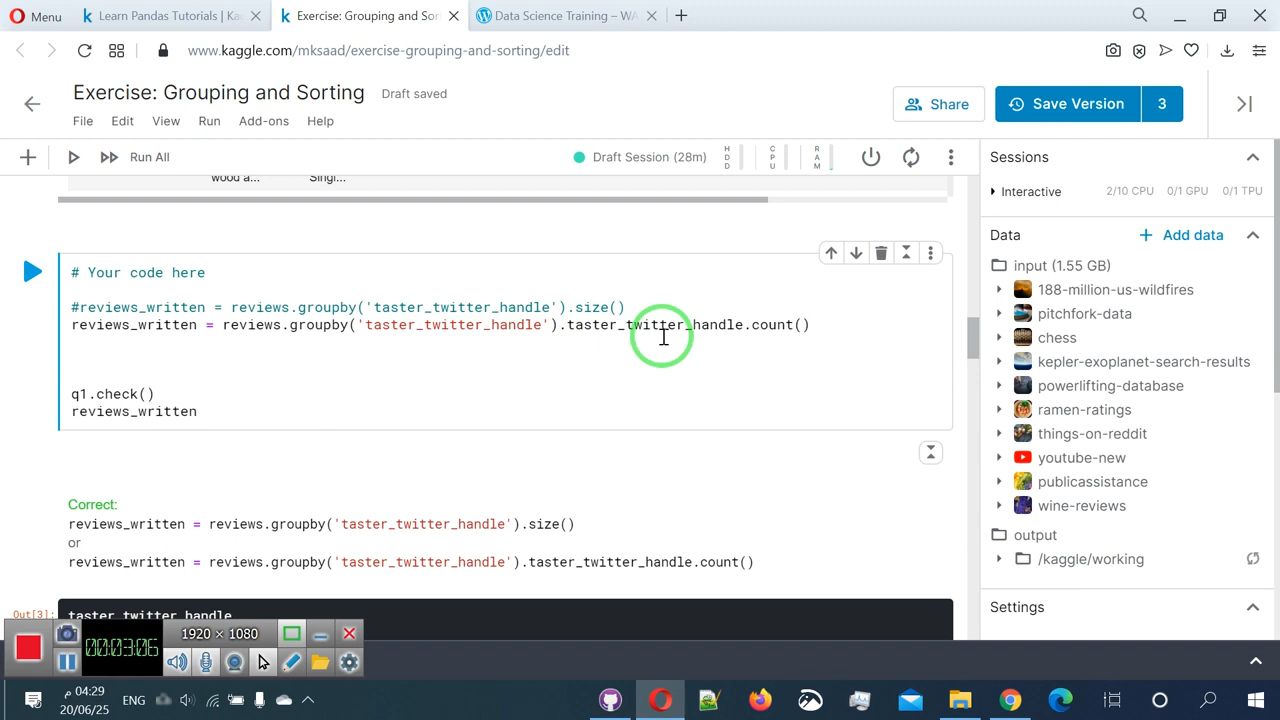 Menu
Learn Pandas Tutorials | Ka
Exercise: Grouping and Sor
Data Science Training – WA
www.kaggle.com/mksaad/exercise-grouping-and-sorting/edit
Exercise: Grouping and Sorting
Draft saved
File Edit View Run Add-ons Help
Share
Save Version 3
Run All
Draft Session (28m)
HDD
CPU
RAM
wood a...
Singl...
# Your code here
#reviews_written = reviews.groupby('taster_twitter_handle').size()
reviews_written = reviews.groupby('taster_twitter_handle').taster_twitter_handle.count()
q1.check()
reviews_written
Correct:
reviews_written = reviews.groupby('taster_twitter_handle').size()
or
reviews_written = reviews.groupby('taster_twitter_handle').taster_twitter_handle.count()
Out[3]:
taster_twitter_handle
Sessions
Interactive 2/10 CPU 0/1 GPU 0/1 TPU
Data
+ Add data
input (1.55 GB)
188-million-us-wildfires
pitchfork-data
chess
kepler-exoplanet-search-results
powerlifting-database
ramen-ratings
things-on-reddit
youtube-new
publicassistance
wine-reviews
output
/kaggle/working
Settings
00:03:06
1920 × 1080
ENG
04:29 م
20/06/25